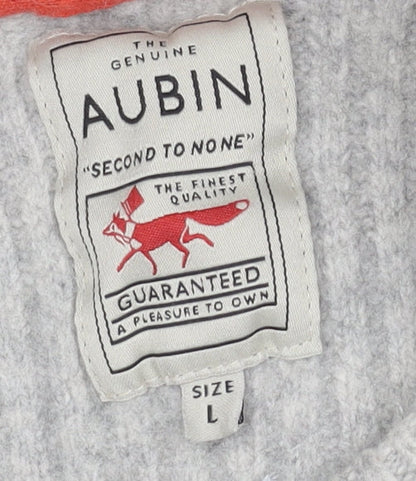 THE
GENUINE
AUBIN
"SECOND TO NONE"
THE FINEST
QUALITY
GUARANTEED
A PLEASURE TO OWN
SIZE
L